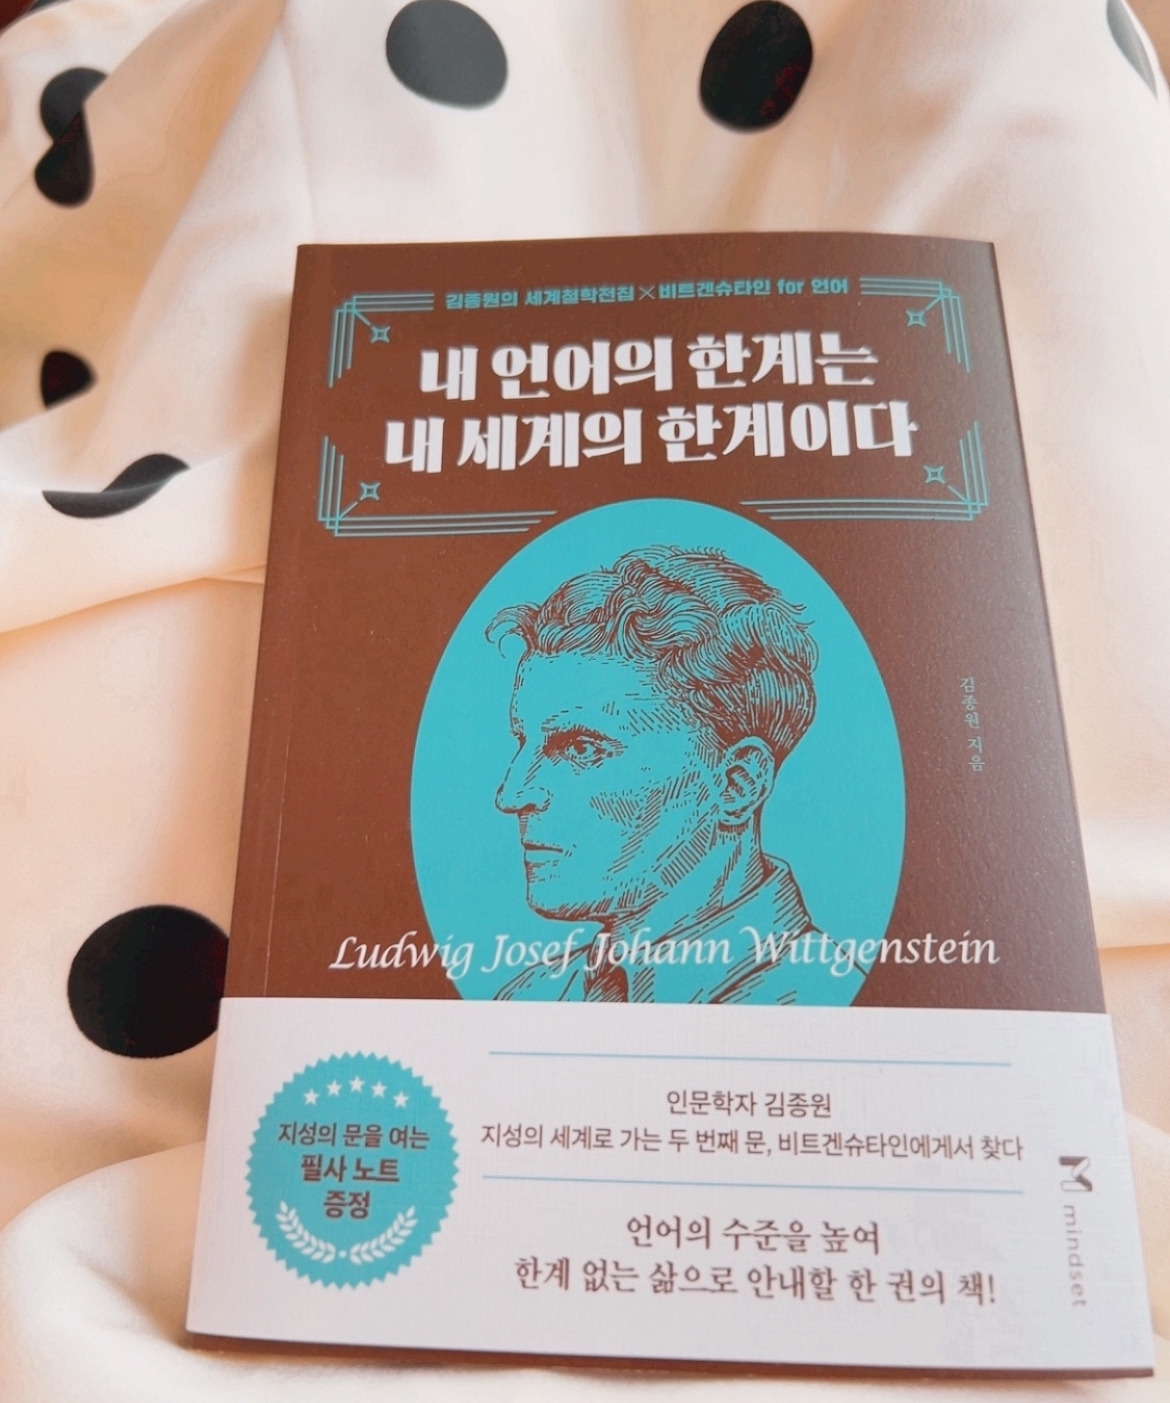 김종원의 세계철학전집×비트겐슈타인 for 언어
내 언어의 한계는
내 세계의 한계이다
김종원 지음
Ludwig Josef Johann Wittgenstein
지성의 문을 여는
필사 노트
증정
인문학자 김종원
지성의 세계로 가는 두 번째 문, 비트겐슈타인에게서 찾다
언어의 수준을 높여
한계 없는 삶으로 안내할 한 권의 책!
mindset